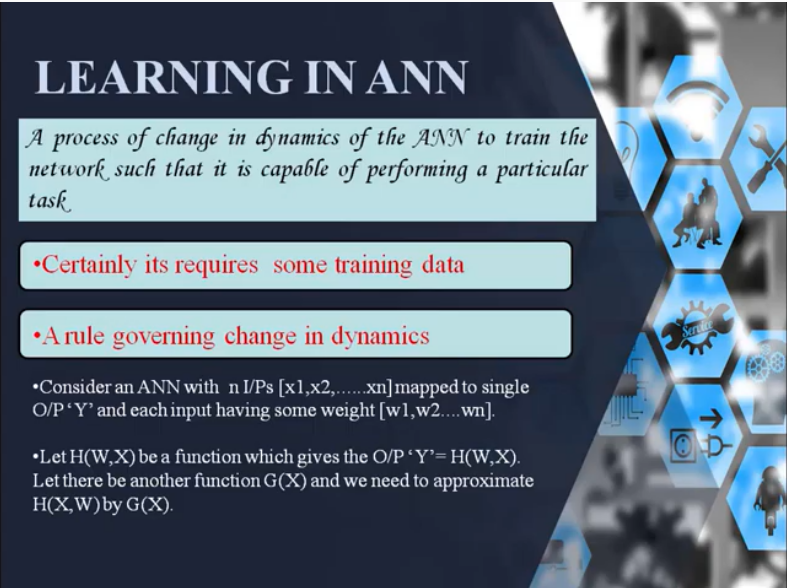 LEARNING IN ANN
A process of change in dynamics of the ANN to train the
network such that it is capable of performing a particular
task
•Certainly its requires some training data
•A rule governing change in dynamics
•Consider an ANN with n I/Ps [x1,x2,......xn] mapped to single
O/P ‘Y’ and each input having some weight [w1,w2....wn].
•Let H(W,X) be a function which gives the O/P ‘Y’= H(W,X).
Let there be another function G(X) and we need to approximate
H(X,W) by G(X).
Service